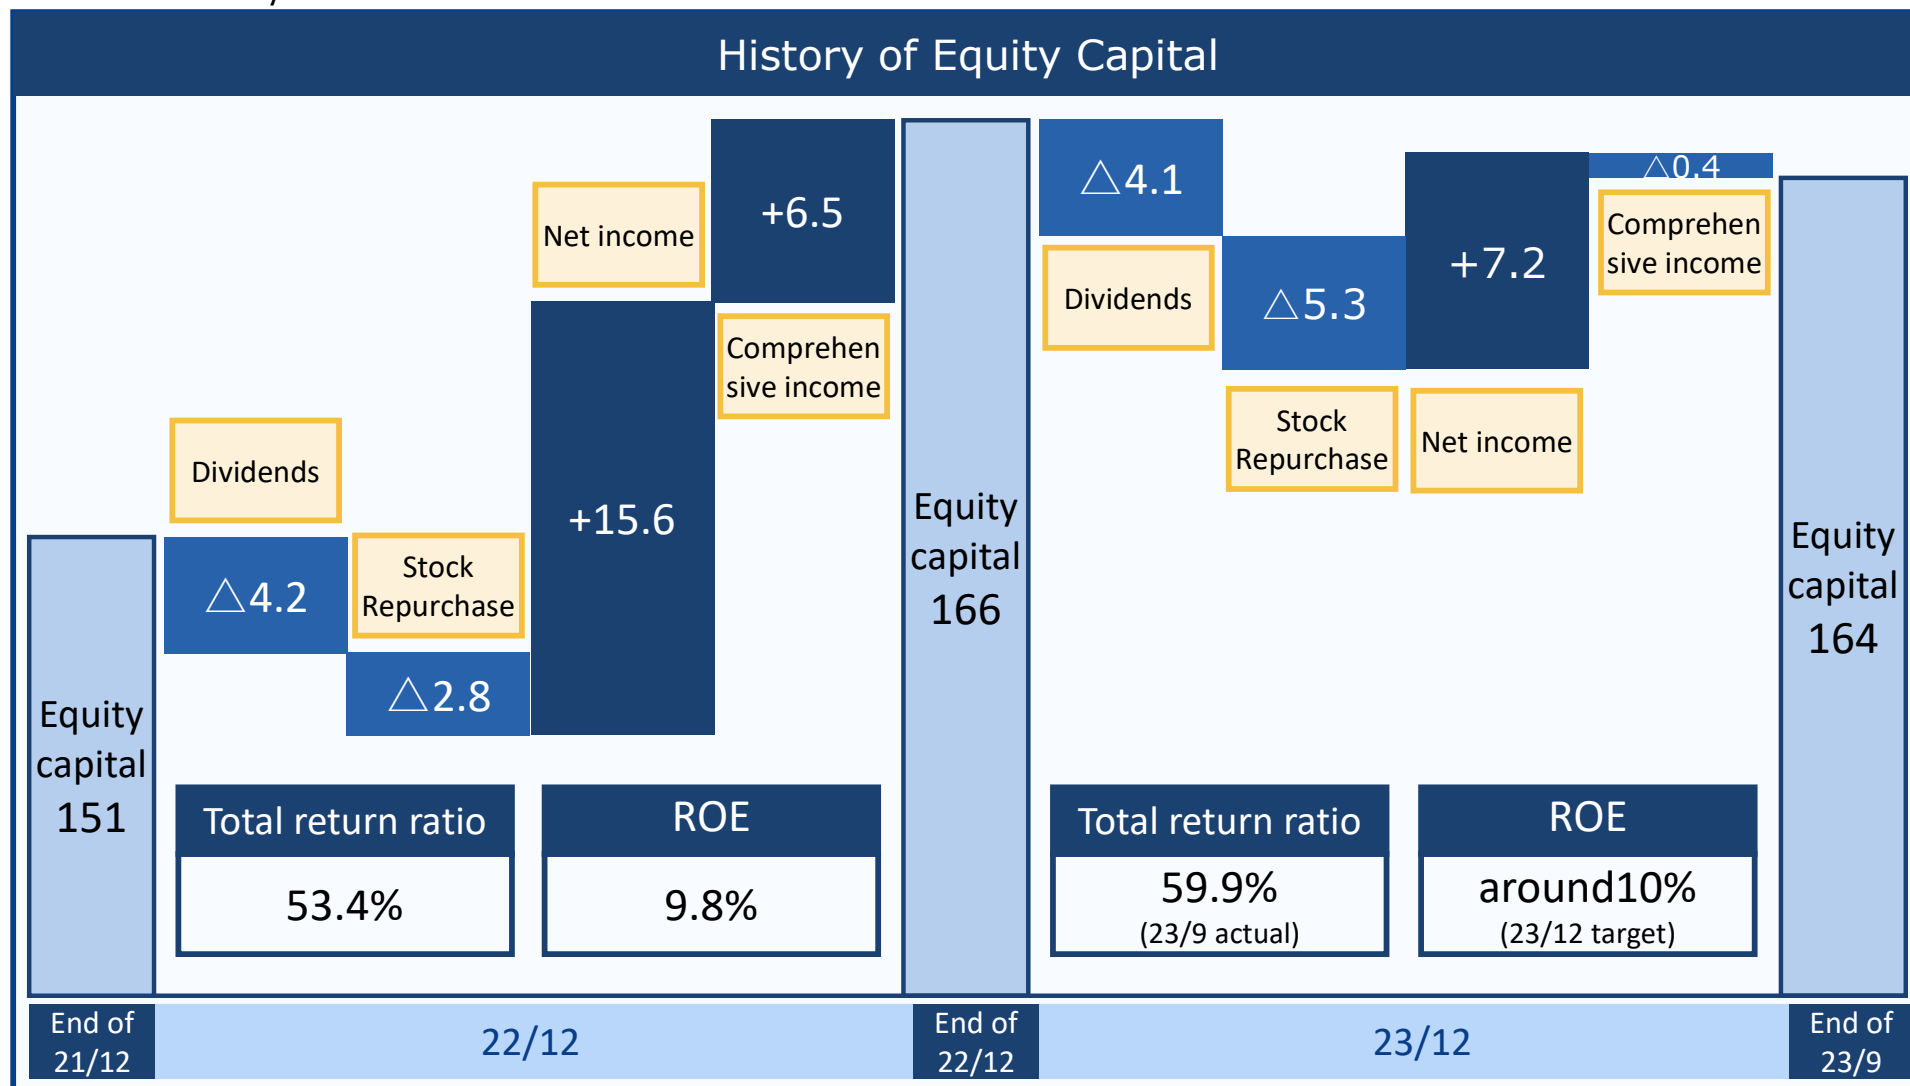 History of Equity Capital
Equity
capital
151
Dividends
△4.2
Stock
Repurchase
△2.8
Net income
+15.6
+6.5
Comprehen
sive income
Total return ratio
53.4%
ROE
9.8%
Equity
capital
166
△4.1
Dividends
△5.3
Stock
Repurchase
+7.2
Net income
△0.4
Comprehen
sive income
Total return ratio
59.9%
(23/9 actual)
ROE
around10%
(23/12 target)
Equity
capital
164
End of
21/12
22/12
End of
22/12
23/12
End of
23/9